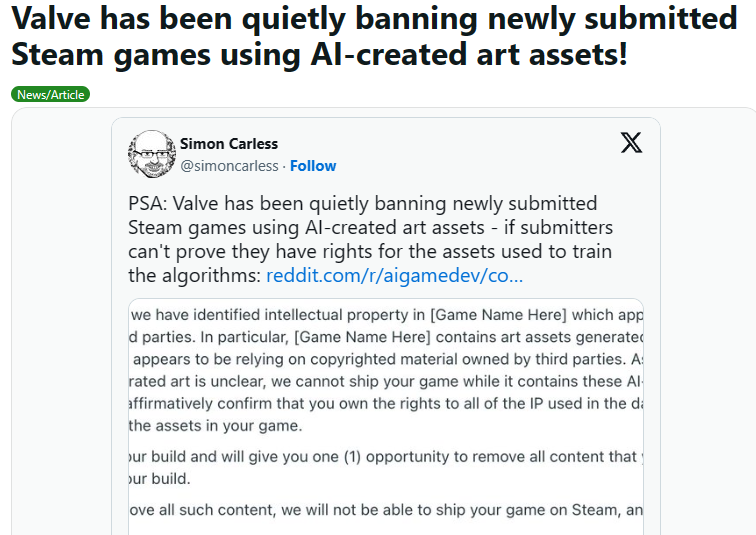 Valve has been quietly banning newly submitted
Steam games using AI-created art assets!
News/Article
Simon Carless
X
@simoncarless · Follow
PSA: Valve has been quietly banning newly submitted
Steam games using AI-created art assets - if submitters
can't prove they have rights for the assets used to train
the algorithms: reddit.com/r/aigamedev/co...
we have identified intellectual property in [Game Name Here] which app
d parties. In particular, [Game Name Here] contains art assets generated
appears to be relying on copyrighted material owned by third parties. A
rated art is unclear, we cannot ship your game while it contains these AI-
affirmatively confirm that you own the rights to all of the IP used in the da
the assets in your game.
our build and will give you one (1) opportunity to remove all content that
our build.
ove all such content, we will not be able to ship your game on Steam, an